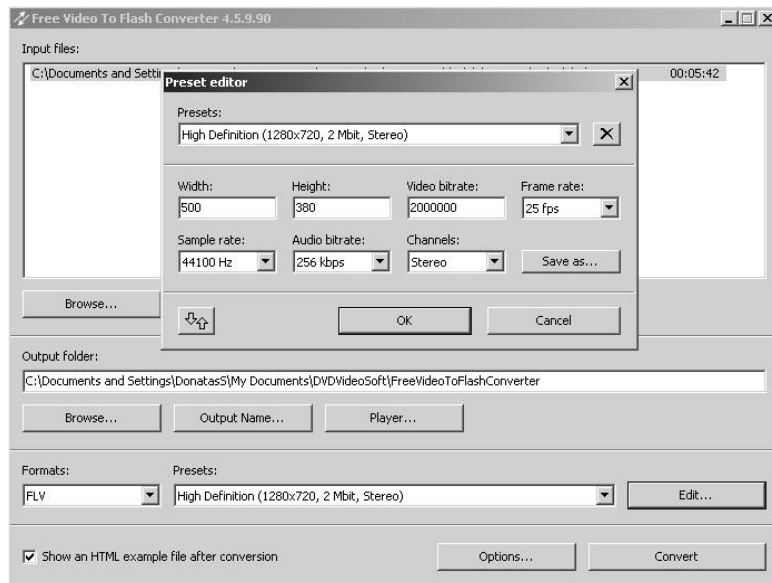 Free Video To Flash Converter 4.5.9.90
Input files:
C:\Documents and Settin 00:05:42
Preset editor
Presets:
High Definition (1280x720, 2 Mbit, Stereo)
Width: Height: Video bitrate: Frame rate:
500 380 2000000 25 fps
Sample rate: Audio bitrate: Channels:
44100 Hz 256 kbps Stereo Save as...
OK Cancel
Browse...
Output folder:
C:\Documents and Settings\DonatasS\My Documents\DVDVideoSoft\FreeVideoToFlashConverter
Browse... Output Name... Player...
Formats: Presets:
FLV High Definition (1280x720, 2 Mbit, Stereo) Edit...
Show an HTML example file after conversion Options... Convert